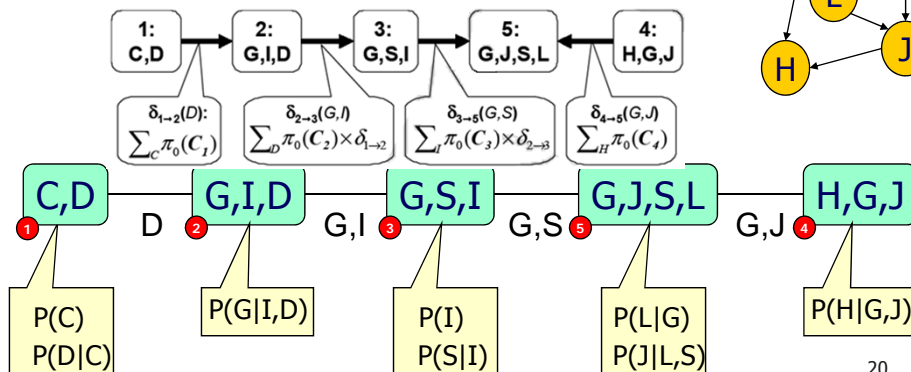 1:
C,D
2:
G,I,D
3:
G,S,I
5:
G,J,S,L
4:
H,G,J
L
J
H
δ1→2(D):
∑C π0(C1)
δ2→3(G,I)
∑D π0(C2)×δ1→2
δ3→5(G,S)
∑I π0(C3)×δ2→3
δ4→5(G,J)
∑H π0(C4)
C,D
G,I,D
G,S,I
G,J,S,L
H,G,J
1
D
2
G,I
3
G,S
5
G,J
4
P(C)
P(D|C)
P(G|I,D)
P(I)
P(S|I)
P(L|G)
P(J|L,S)
P(H|G,J)
20